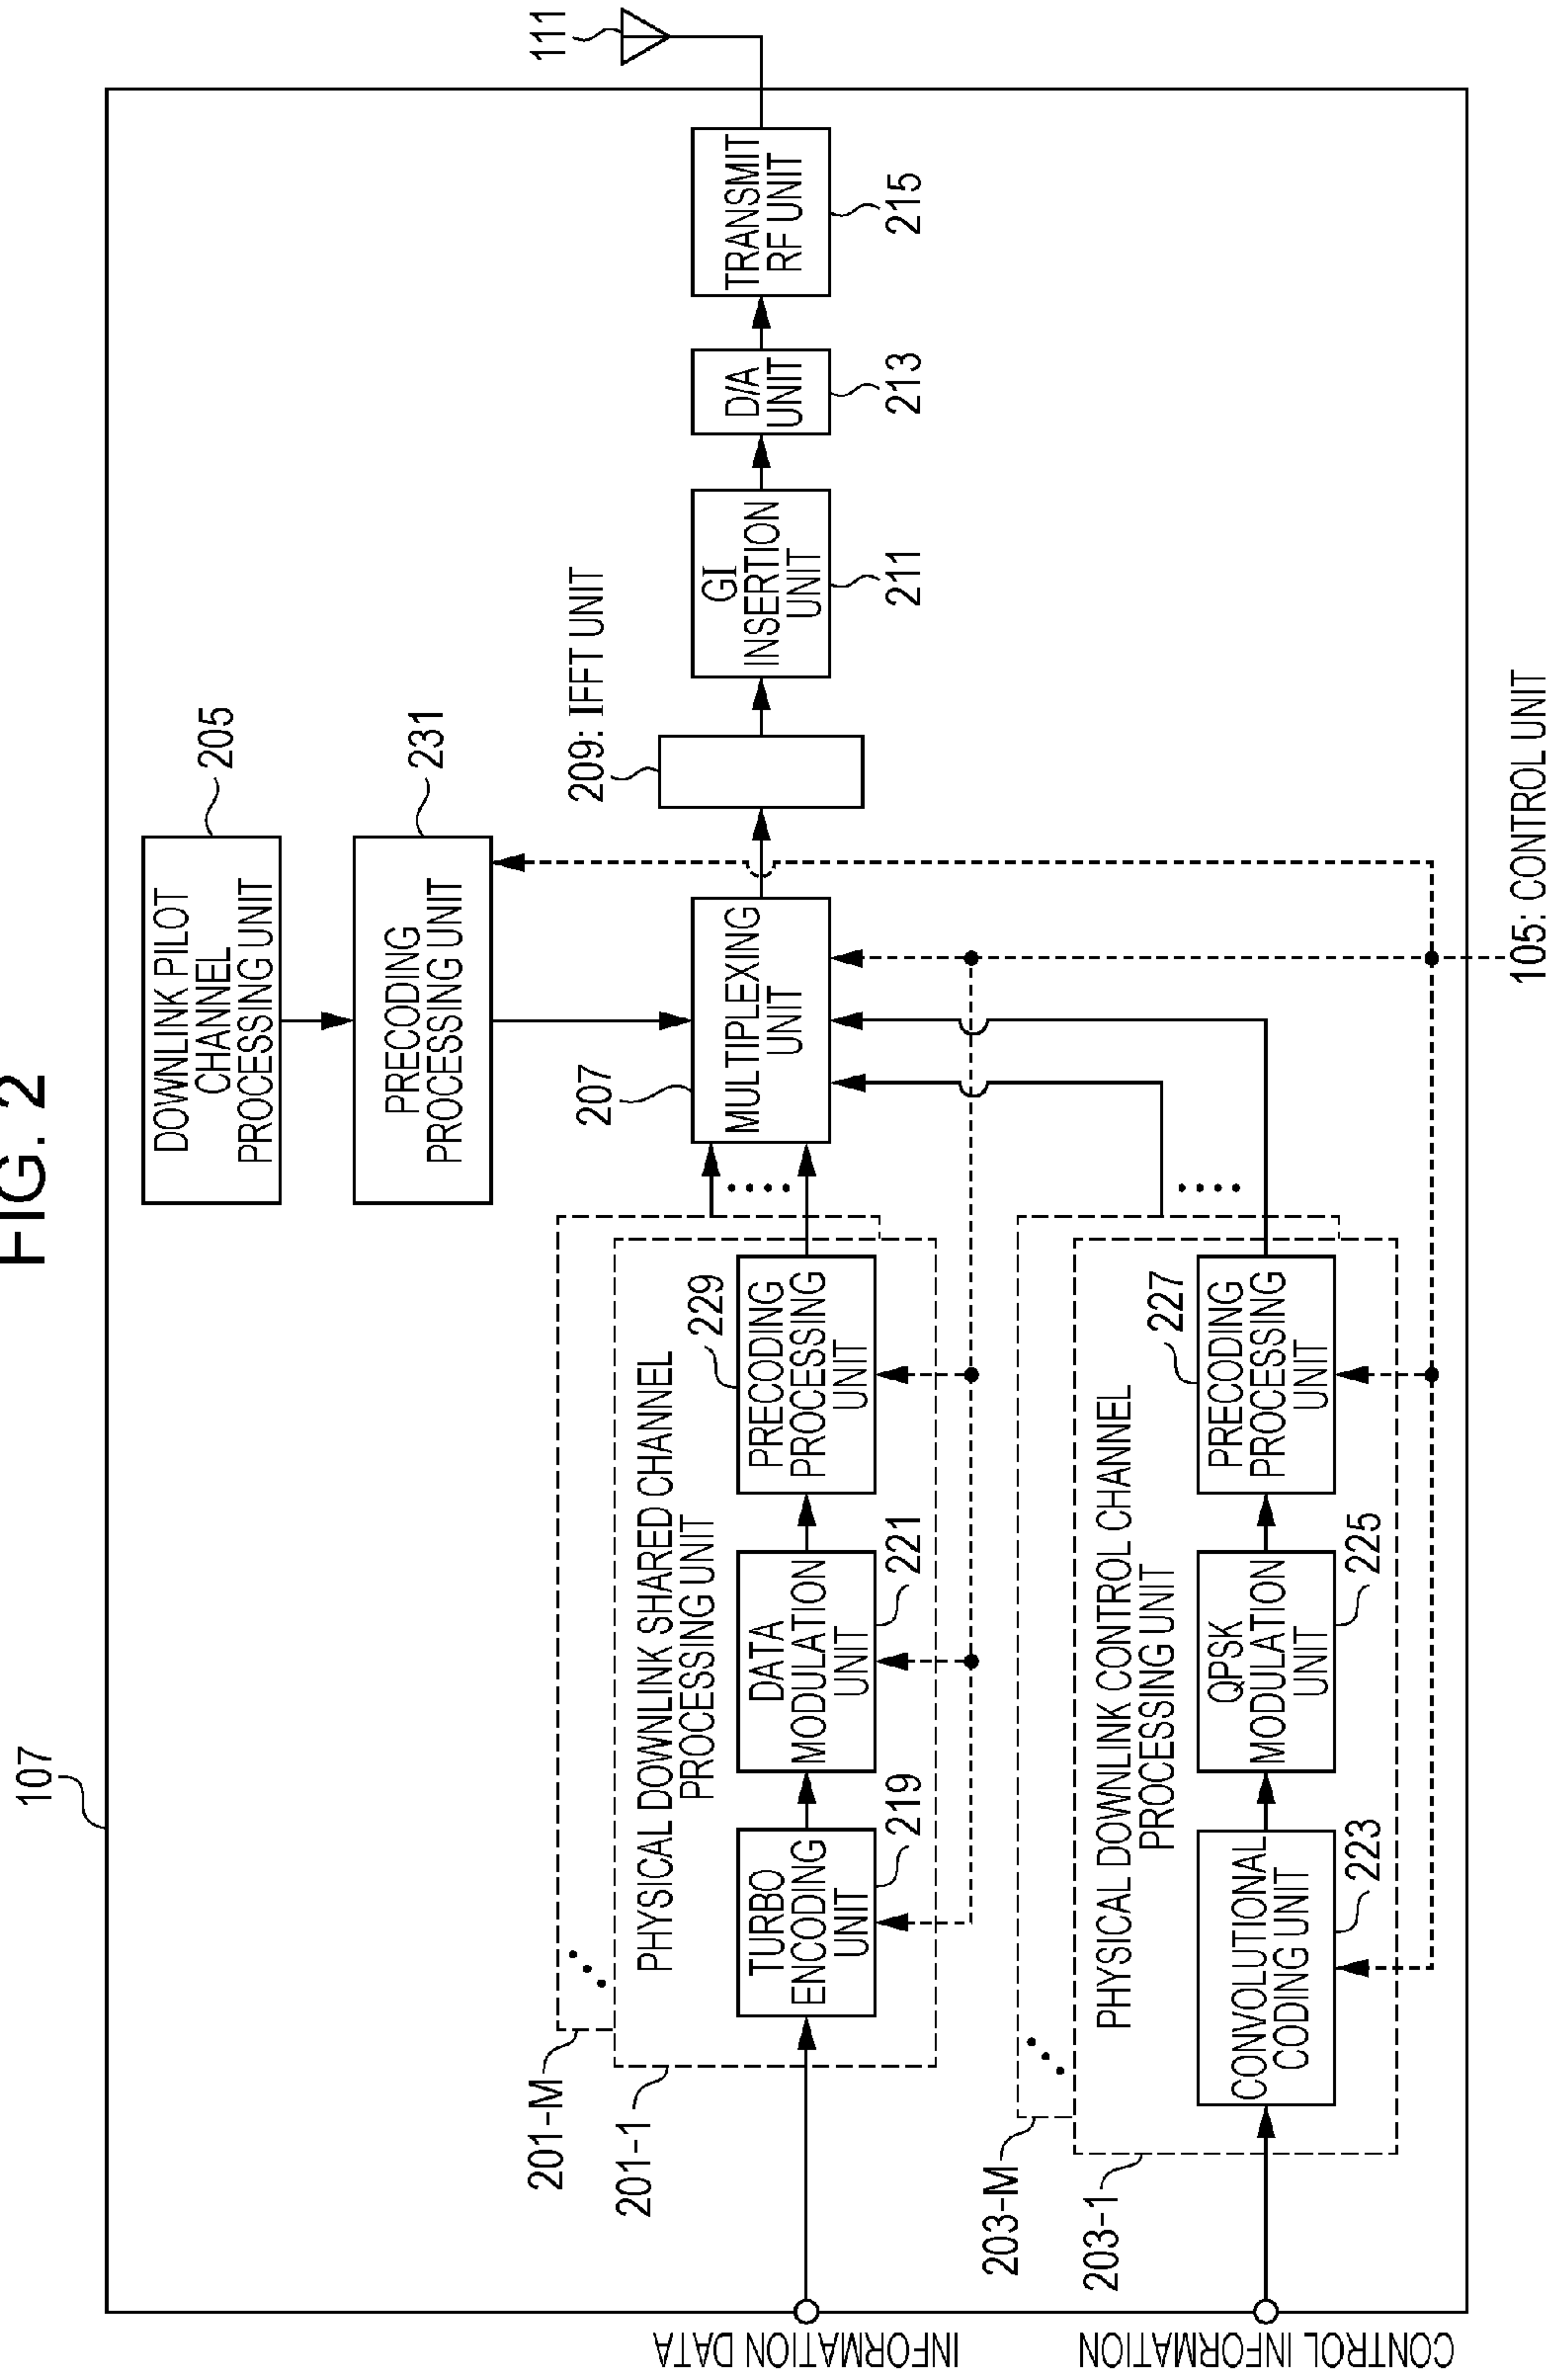 FIG. 2
107
DOWNLINK PILOT
CHANNEL
PROCESSING UNIT
205
PRECODING
PROCESSING UNIT
231
201-M
201-1
PHYSICAL DOWNLINK SHARED CHANNEL
PROCESSING UNIT
INFORMATION DATA
TURBO
ENCODING
UNIT
219
DATA
MODULATION
UNIT
221
PRECODING
PROCESSING
UNIT
229
207
MULTIPLEXING
UNIT
209: IFFT UNIT
GI
INSERTION
UNIT
211
D/A
UNIT
213
TRANSMIT
RF UNIT
215
111
203-M
203-1
PHYSICAL DOWNLINK CONTROL CHANNEL
PROCESSING UNIT
CONTROL INFORMATION
CONVOLUTIONAL
CODING UNIT
223
QPSK
MODULATION
UNIT
225
PRECODING
PROCESSING
UNIT
227
105: CONTROL UNIT